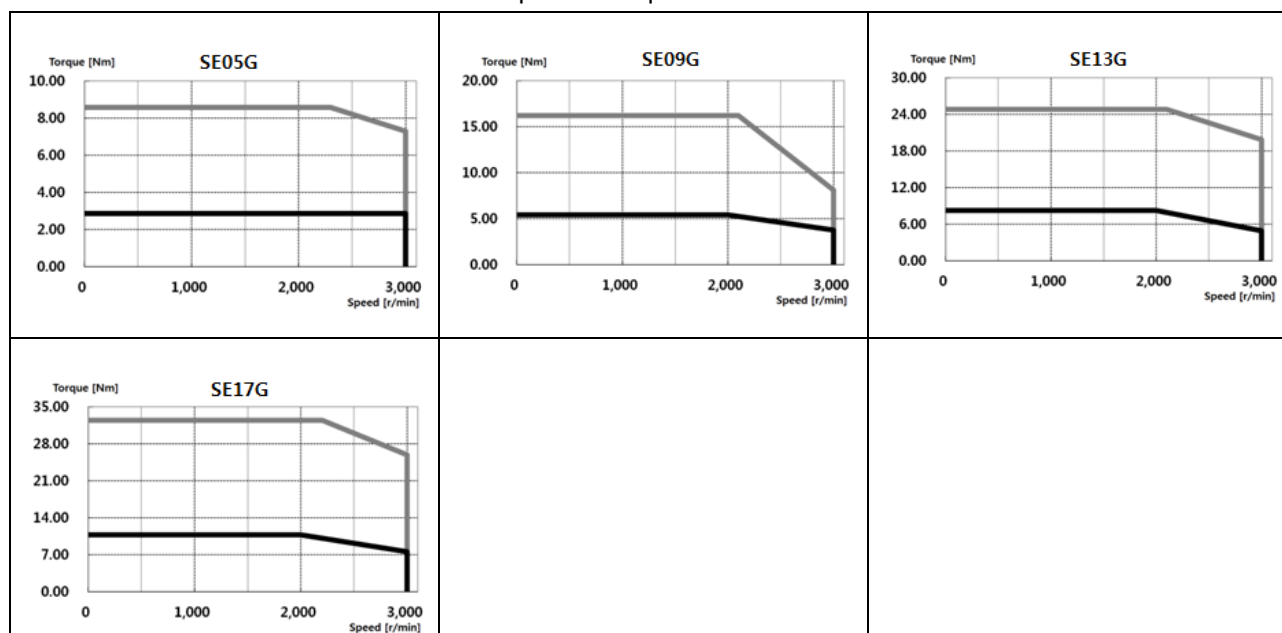 Torque [Nm] SE05G
10.00
8.00
6.00
4.00
2.00
0.00
0 1,000 2,000 3,000
Speed [r/min]
Torque [Nm] SE09G
20.00
15.00
10.00
5.00
0.00
0 1,000 2,000 3,000
Speed [r/min]
Torque [Nm] SE13G
30.00
24.00
18.00
12.00
6.00
0.00
0 1,000 2,000 3,000
Speed [r/min]
Torque [Nm] SE17G
35.00
28.00
21.00
14.00
7.00
0.00
0 1,000 2,000 3,000
Speed [r/min]